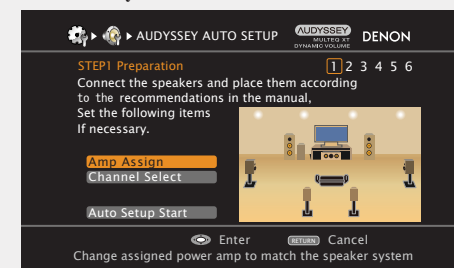 AUDYSSEY AUTO SETUP
AUDYSSEY
MULTEQ XT
DYNAMIC VOLUME
DENON
STEP1 Preparation
1 2 3 4 5 6
Connect the speakers and place them according
to the recommendations in the manual,
Set the following items
If necessary.
Amp Assign
Channel Select
Auto Setup Start
Enter
RETURN Cancel
Change assigned power amp to match the speaker system